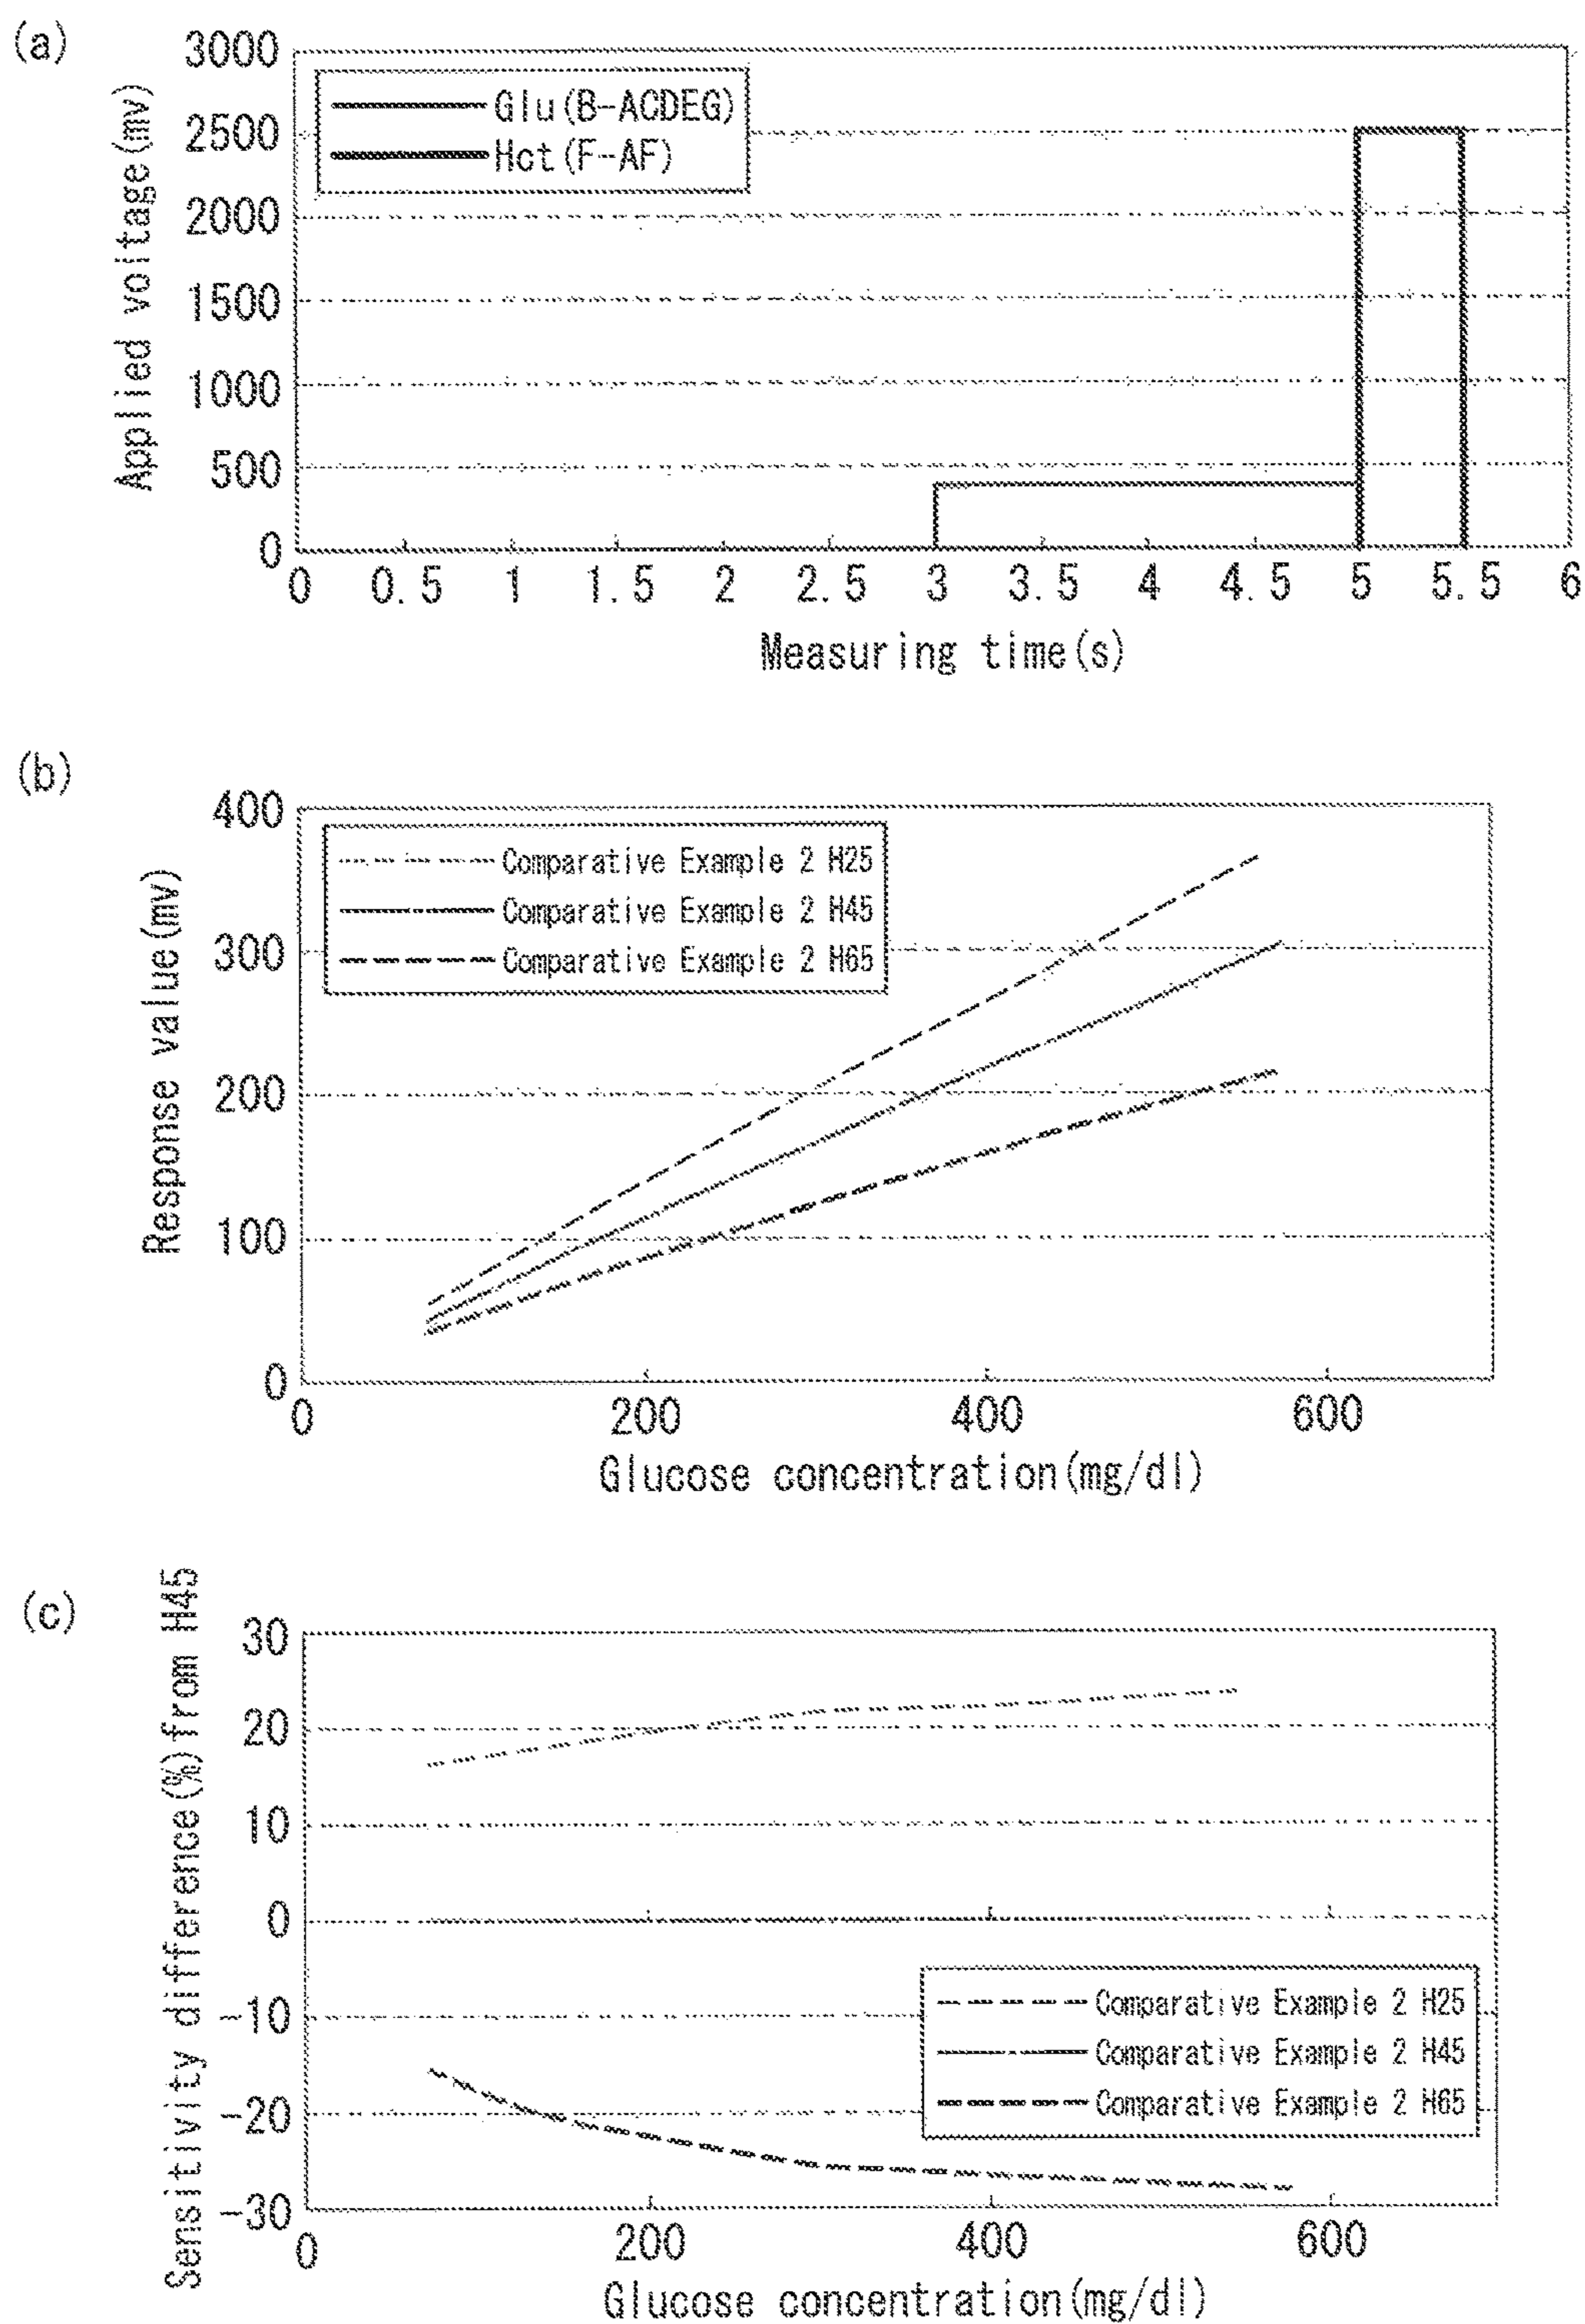 (a)
Applied voltage(mv)
3000
2500
2000
1500
1000
500
0
Glu(B-ACDEG)
Hct(F-AF)
0 0.5 1 1.5 2 2.5 3 3.5 4 4.5 5 5.5 6
Measuring time(s)
(b)
Response value(mv)
400
300
200
100
0
Comparative Example 2 H25
Comparative Example 2 H45
Comparative Example 2 H65
0 200 400 600
Glucose concentration(mg/dl)
(c)
Sensitivity difference(%)from H45
30
20
10
0
-10
-20
-30
Comparative Example 2 H25
Comparative Example 2 H45
Comparative Example 2 H65
0 200 400 600
Glucose concentration(mg/dl)